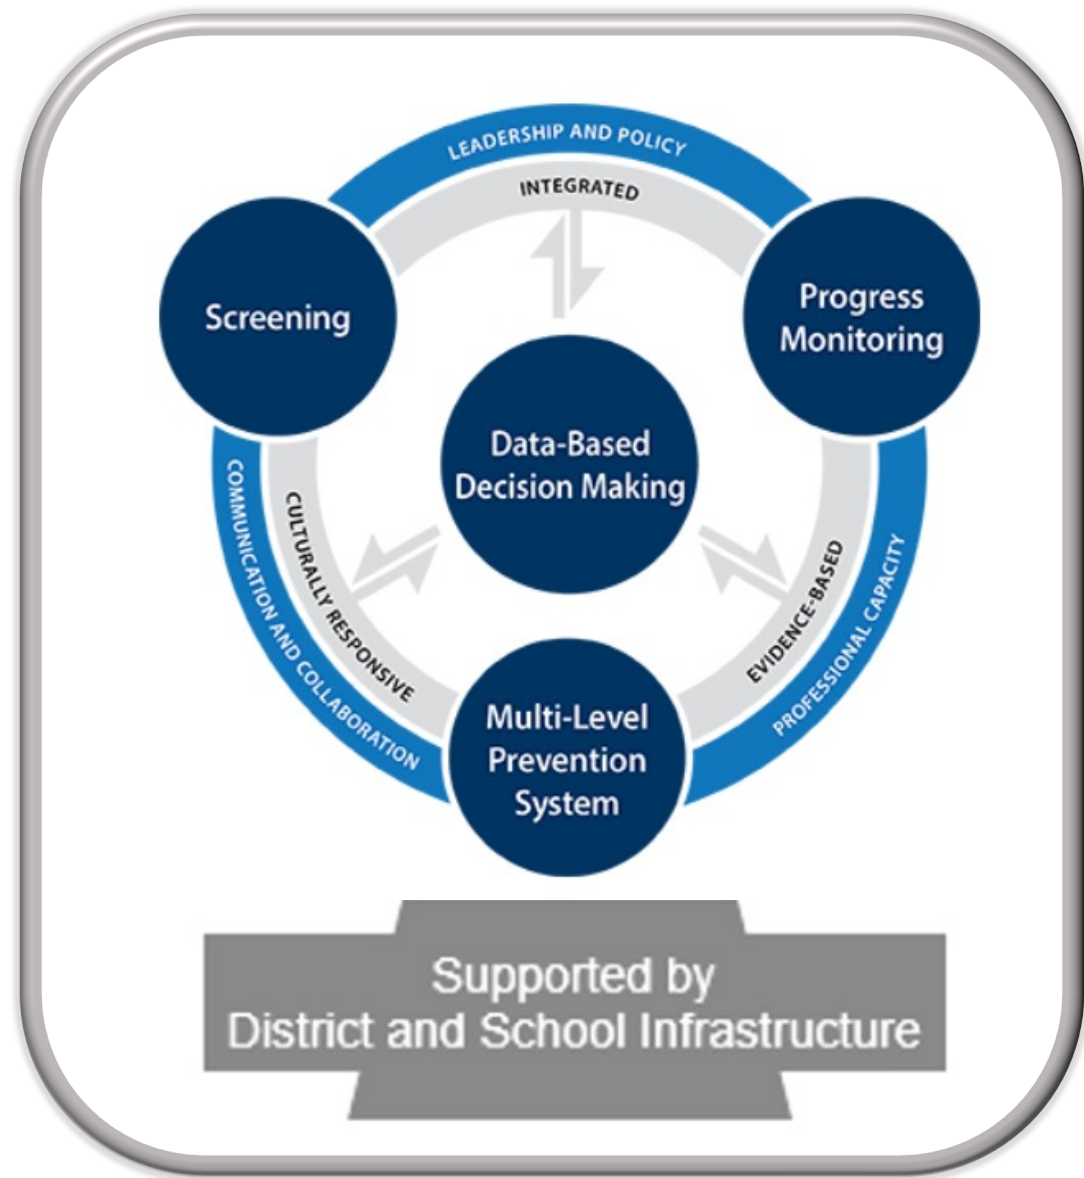 LEADERSHIP AND POLICY
INTEGRATED
Screening
Progress
Monitoring
Data-Based
Decision Making
COMMUNICATION AND COLLABORATION
CULTURALLY RESPONSIVE
EVIDENCE-BASED
PROFESSIONAL CAPACITY
Multi-Level
Prevention
System
Supported by
District and School Infrastructure